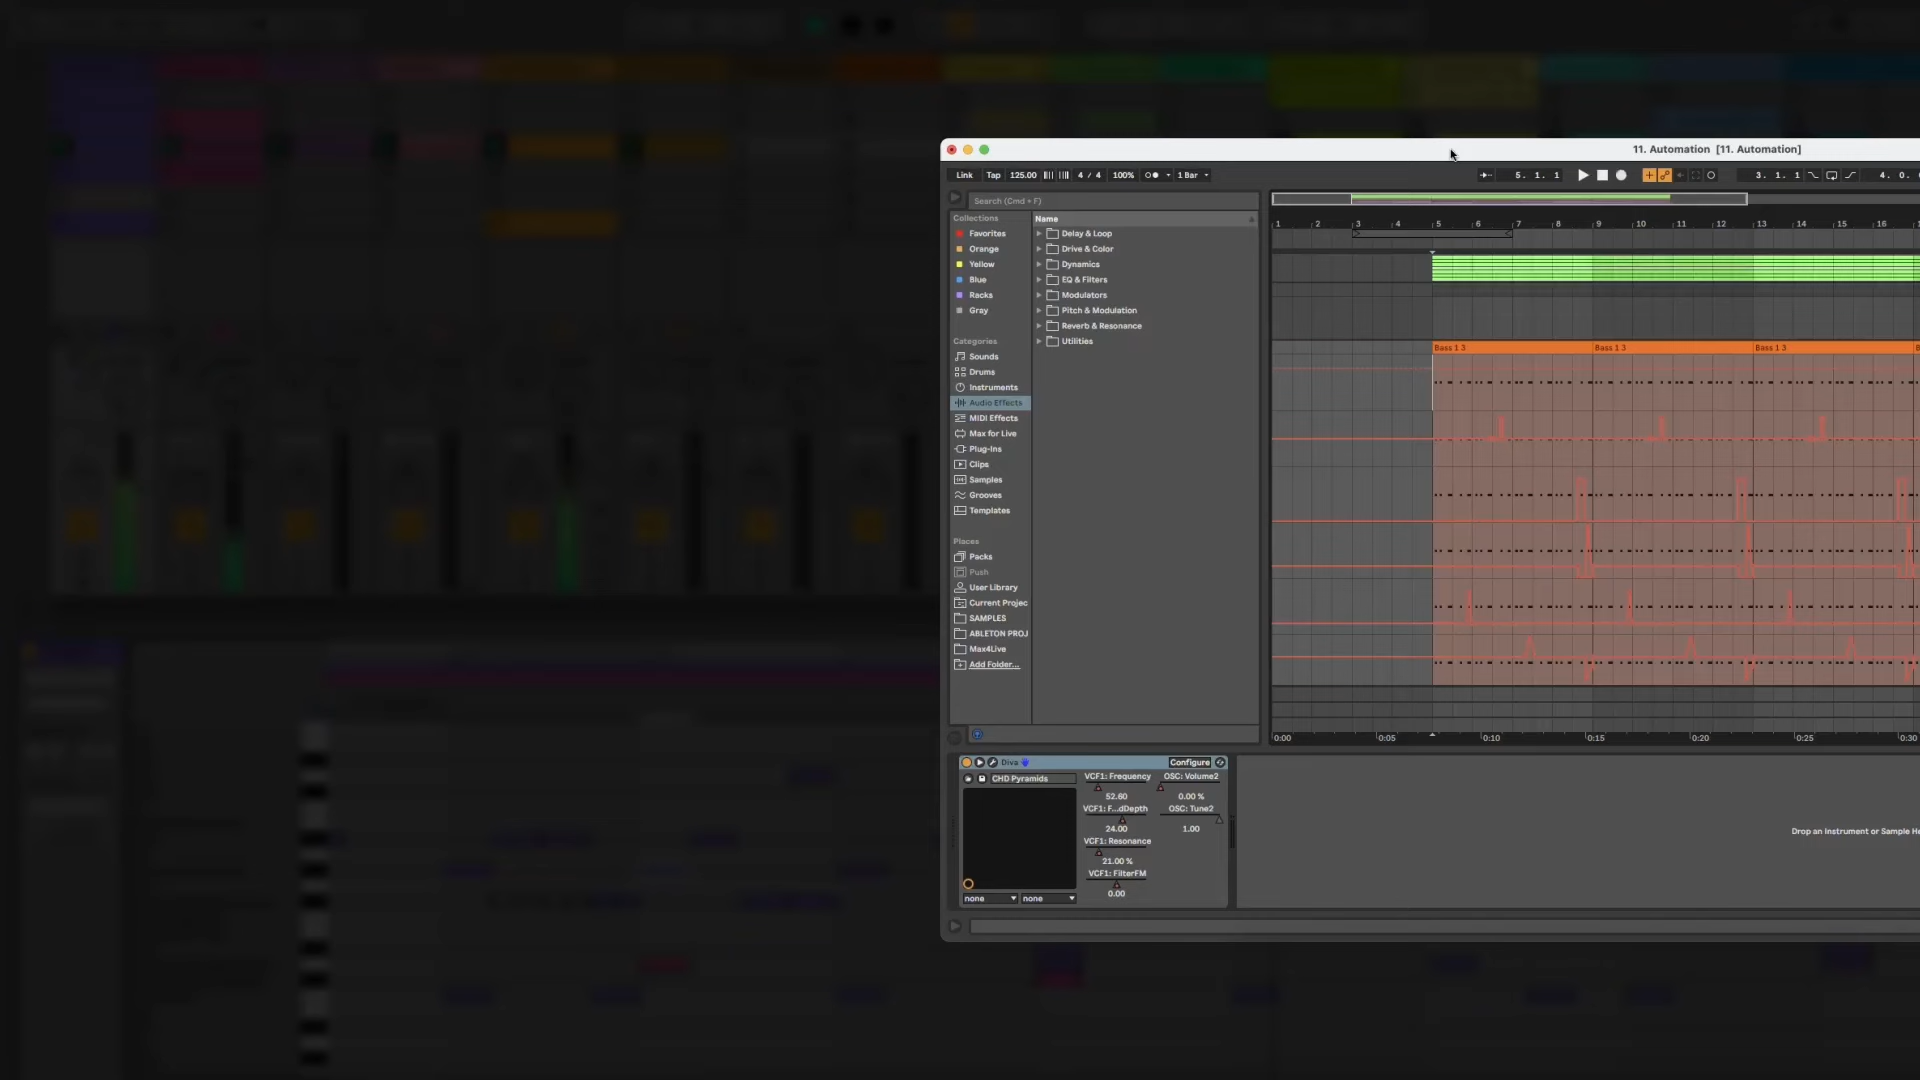 11. Automation [11. Automation]
Link Tap 125.00 4 / 4 100% 1 Bar 5. 1. 1 3. 1. 1 4. 0.
Search (Cmd + F)
Collections
Favorites
Orange
Yellow
Blue
Racks
Gray
Categories
Sounds
Drums
Instruments
Audio Effects
MIDI Effects
Max for Live
Plug-Ins
Clips
Samples
Grooves
Templates
Places
Packs
Push
User Library
Current Projec
SAMPLES
ABLETON PROJ
Max4Live
Add Folder...
Name
Delay & Loop
Drive & Color
Dynamics
EQ & Filters
Modulators
Pitch & Modulation
Reverb & Resonance
Utilities
1 2 3 4 5 6 7 8 9 10 11 12 13 14 15 16
Bass 1 3 Bass 1 3 Bass 1 3
0:00 0:05 0:10 0:15 0:20 0:25 0:30
Diva Configure
CHD Pyramids
none none
VCF1: Frequency
52.60
VCF1: F...dDepth
24.00
VCF1: Resonance
21.00 %
VCF1: FilterFM
0.00
OSC: Volume2
0.00 %
OSC: Tune2
1.00
Drop an Instrument or Sample He